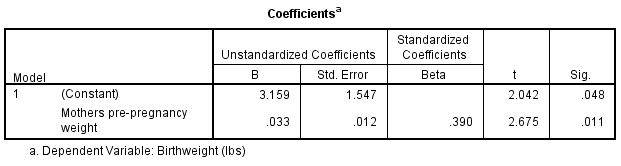 Coefficientsa
Unstandardized Coefficients Standardized Coefficients
Model B Std. Error Beta t Sig.
1 (Constant) 3.159 1.547 2.042 .048
Mothers pre-pregnancy weight .033 .012 .390 2.675 .011
a. Dependent Variable: Birthweight (lbs)